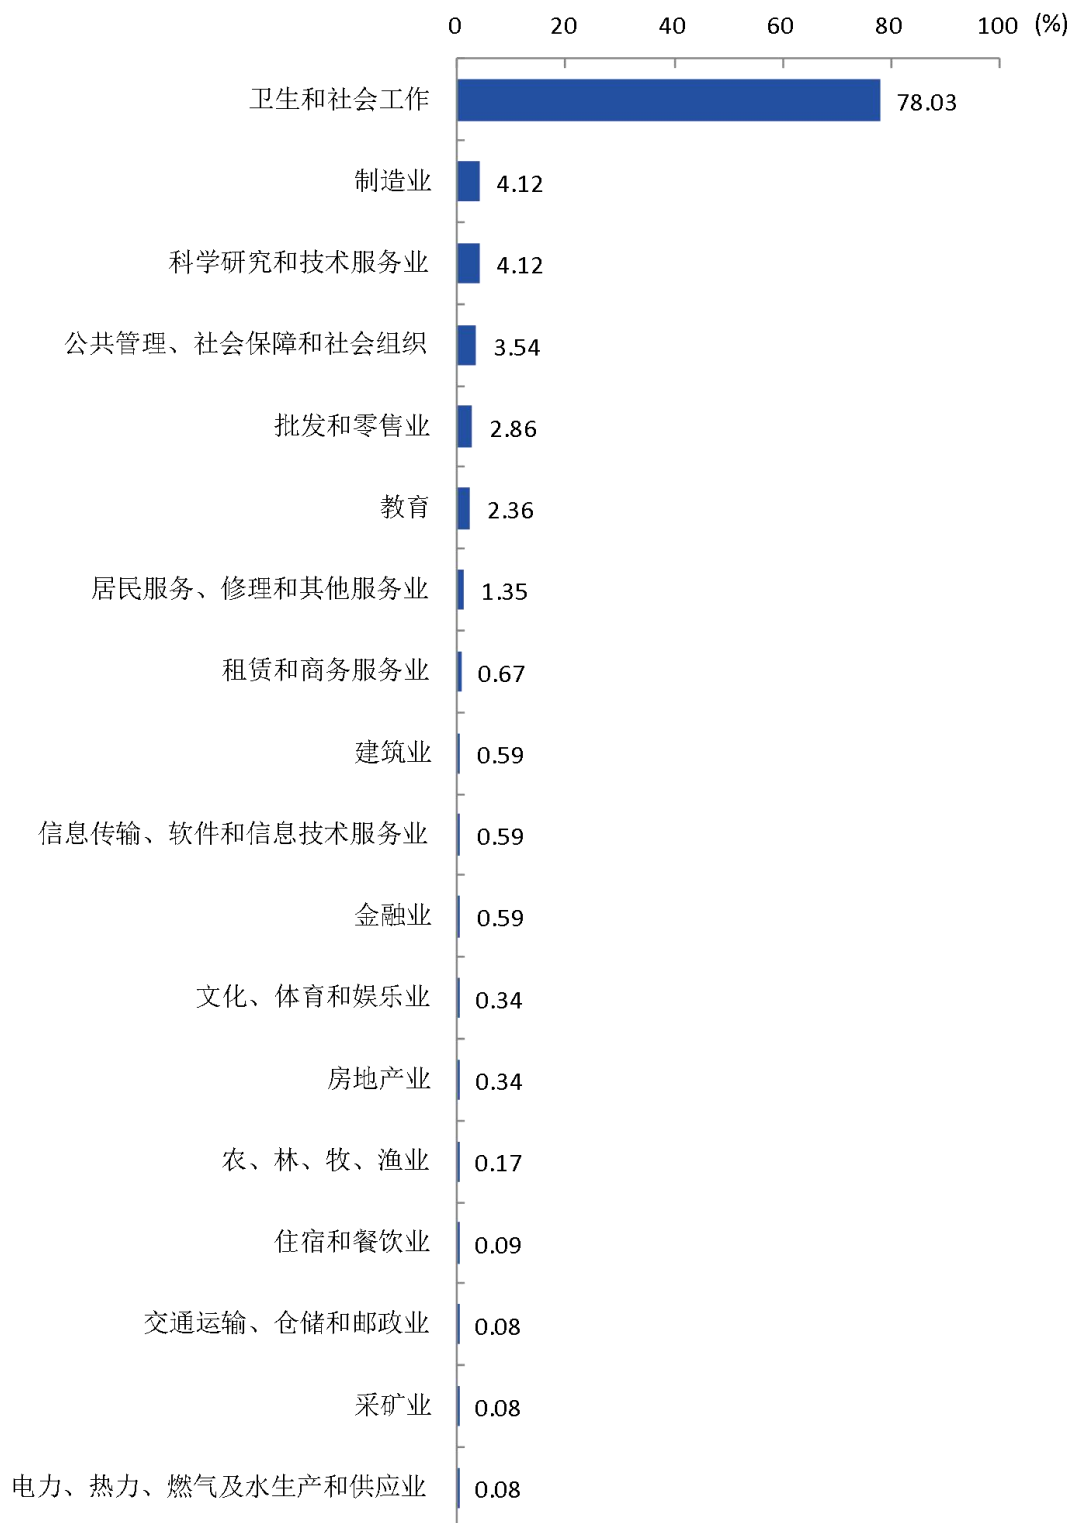 0 20 40 60 80 100 (%)
卫生和社会工作 78.03
制造业 4.12
科学研究和技术服务业 4.12
公共管理、社会保障和社会组织 3.54
批发和零售业 2.86
教育 2.36
居民服务、修理和其他服务业 1.35
租赁和商务服务业 0.67
建筑业 0.59
信息传输、软件和信息技术服务业 0.59
金融业 0.59
文化、体育和娱乐业 0.34
房地产业 0.34
农、林、牧、渔业 0.17
住宿和餐饮业 0.09
交通运输、仓储和邮政业 0.08
采矿业 0.08
电力、热力、燃气及水生产和供应业 0.08